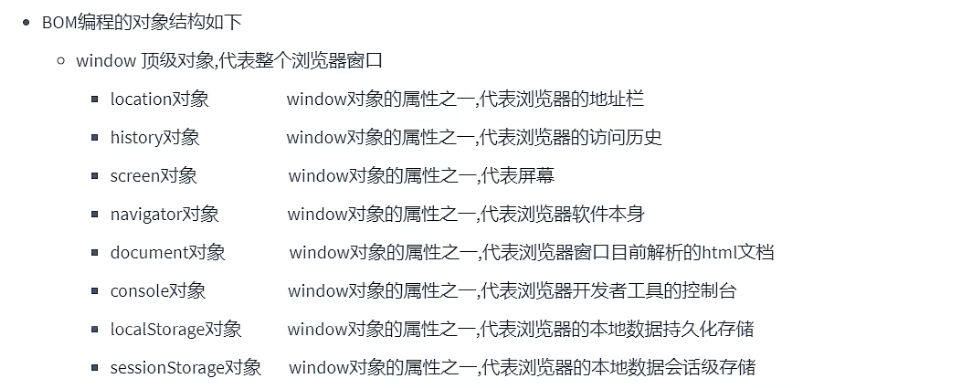 BOM编程的对象结构如下
window 顶级对象,代表整个浏览器窗口
location对象 window对象的属性之一,代表浏览器的地址栏
history对象 window对象的属性之一,代表浏览器的访问历史
screen对象 window对象的属性之一,代表屏幕
navigator对象 window对象的属性之一,代表浏览器软件本身
document对象 window对象的属性之一,代表浏览器窗口目前解析的html文档
console对象 window对象的属性之一,代表浏览器开发者工具的控制台
localStorage对象 window对象的属性之一,代表浏览器的本地数据持久化存储
sessionStorage对象 window对象的属性之一,代表浏览器的本地数据会话级存储